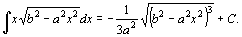 ∫x√(b² − a²x²) dx = −1/(3a²) √((b² − a²x²)³) + C.